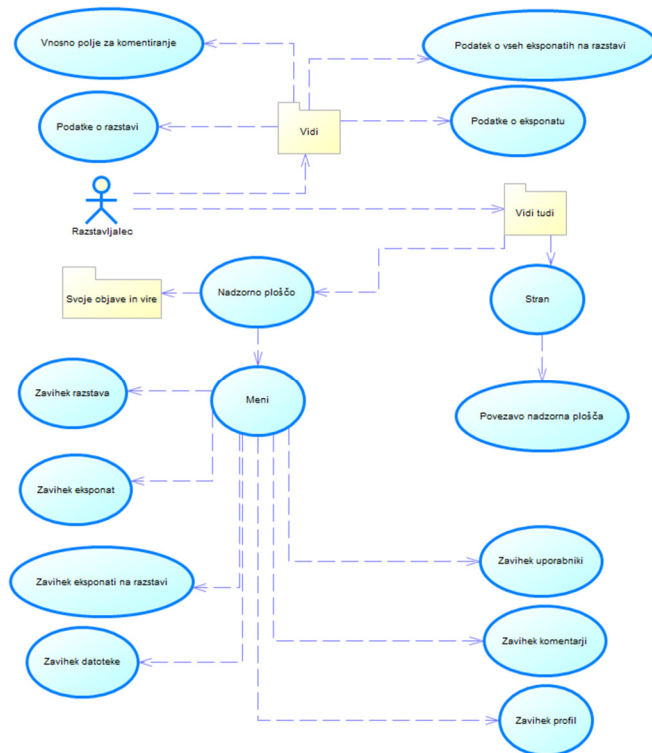 Vnosno polje za komentiranje
Podatek o vseh eksponatih na razstavi
Podatke o razstavi
Vidi
Podatke o eksponatu
Razstavljalec
Vidi tudi
Svoje objave in vire
Nadzorno ploščo
Stran
Zavihek razstava
Meni
Povezavo nadzorna plošča
Zavihek eksponat
Zavihek uporabniki
Zavihek eksponati na razstavi
Zavihek komentarji
Zavihek datoteke
Zavihek profil